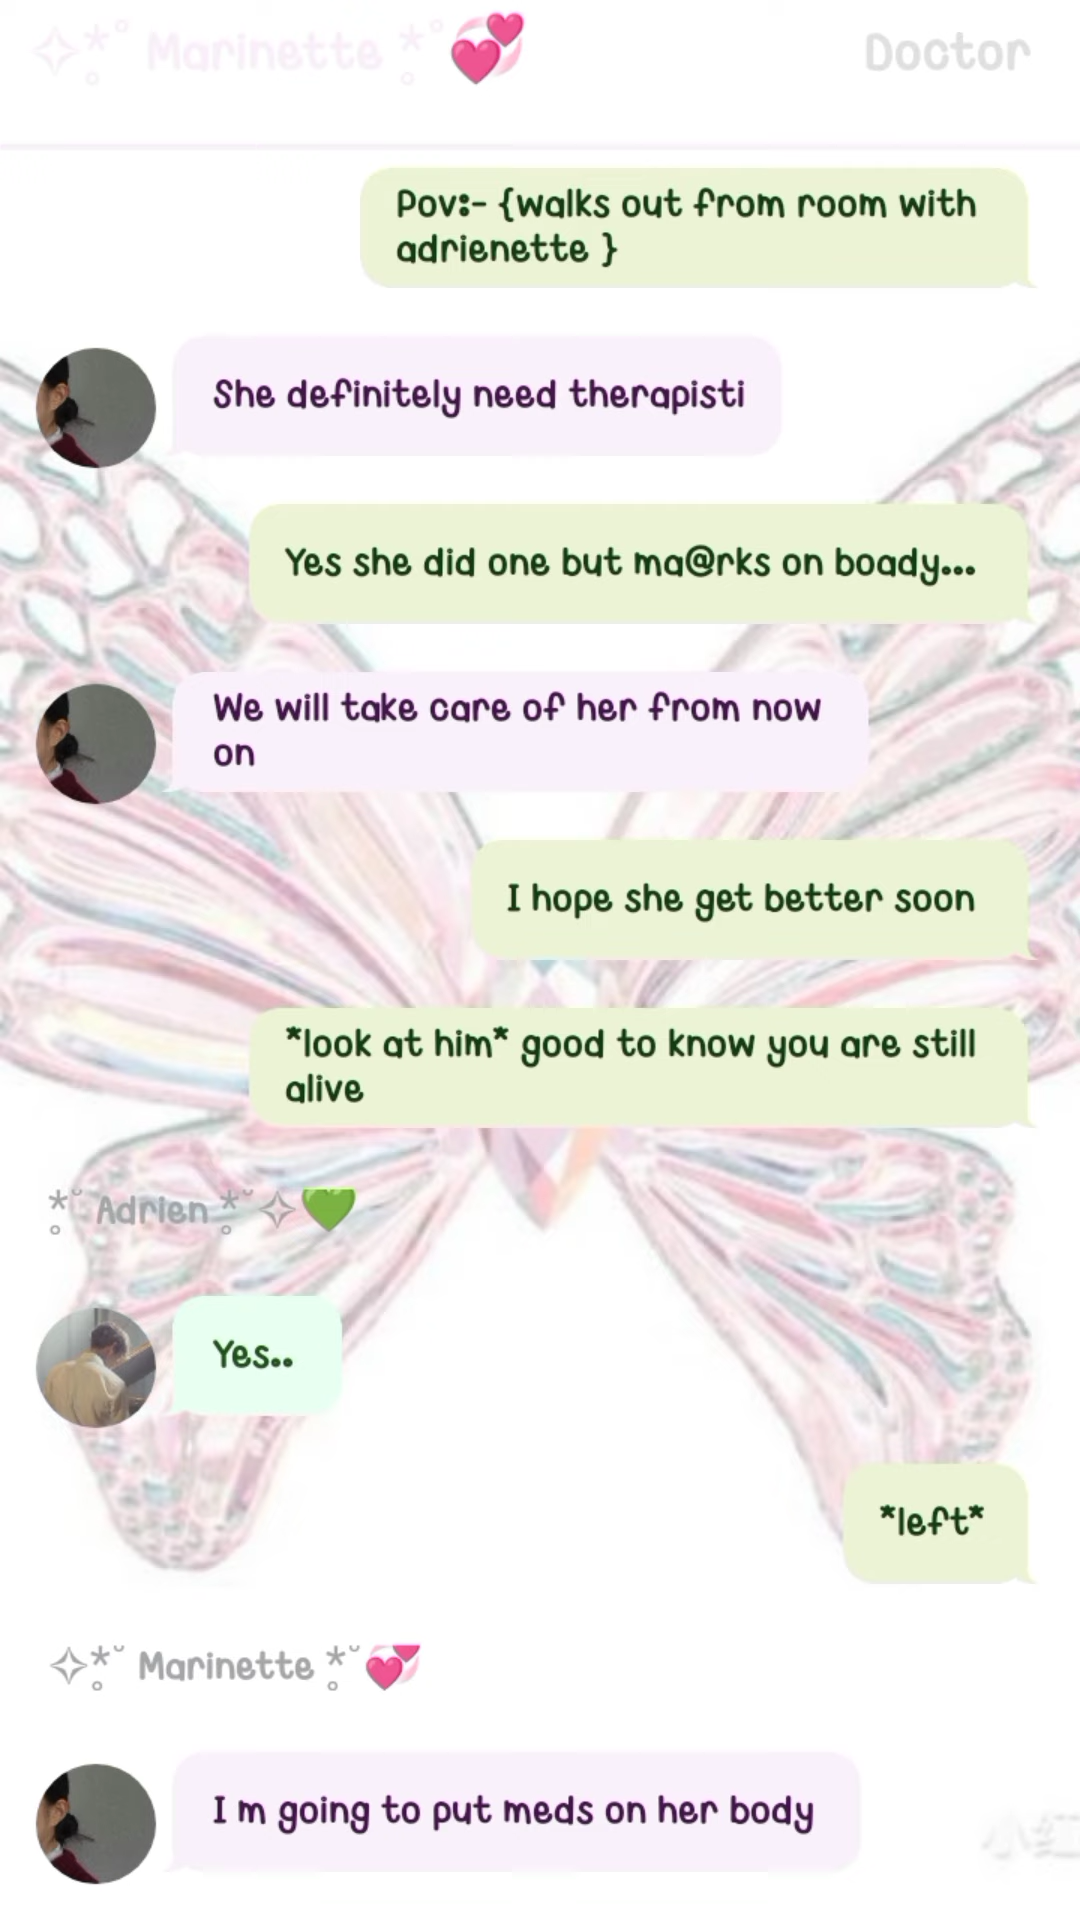 ✧*˚ Marinette *˚💞 Doctor
Pov:- {walks out from room with
adrienette }
She definitely need therapisti
Yes she did one but ma@rks on boady...
We will take care of her from now
on
I hope she get better soon
*look at him* good to know you are still
alive
*˘ Adrien *˘✧💚
Yes..
*left*
✧*˘ Marinette *˘💞
I m going to put meds on her body
小红